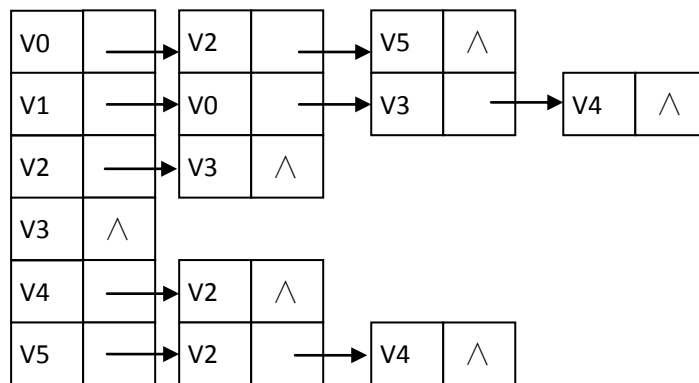 V0 V2 V5 ∧
V1 V0 V3 V4 ∧
V2 V3 ∧
V3 ∧
V4 V2 ∧
V5 V2 V4 ∧